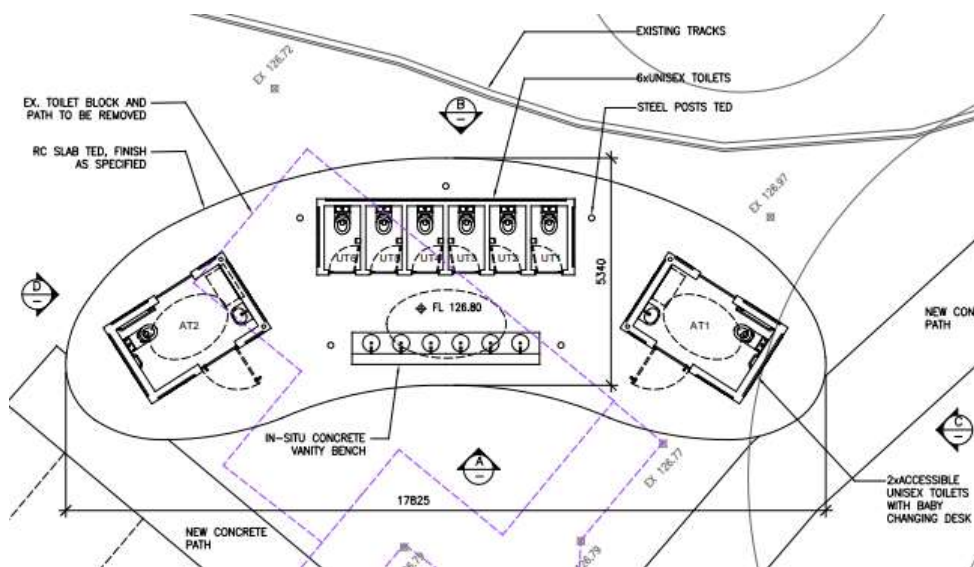 EXISTING TRACKS
EX 126.72
6xUNISEX TOILETS
EX. TOILET BLOCK AND
PATH TO BE REMOVED
B
STEEL POSTS TED
RC SLAB TED, FINISH
AS SPECIFIED
EX 126.97
UT6
UT5
UT4
UT3
UT2
UT1
5340
D
FL 126.80
AT2
AT1
NEW CON
PATH
IN-SITU CONCRETE
VANITY BENCH
C
A
EX 126.77
2xACCESSIBLE
UNISEX TOILETS
WITH BABY
CHANGING DESK
17825
NEW CONCRETE
PATH